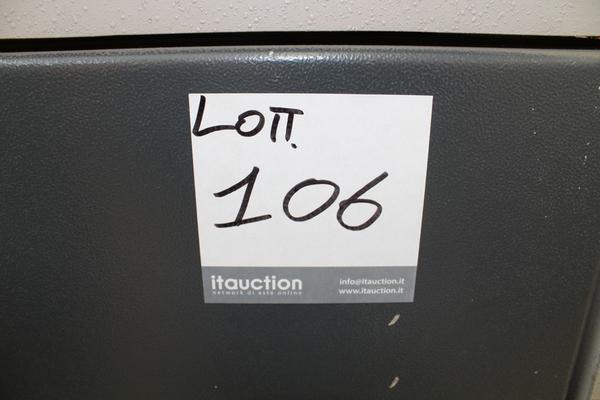 LOTT.
106
itauction
network di aste online
info@itauction.it
www.itauction.it